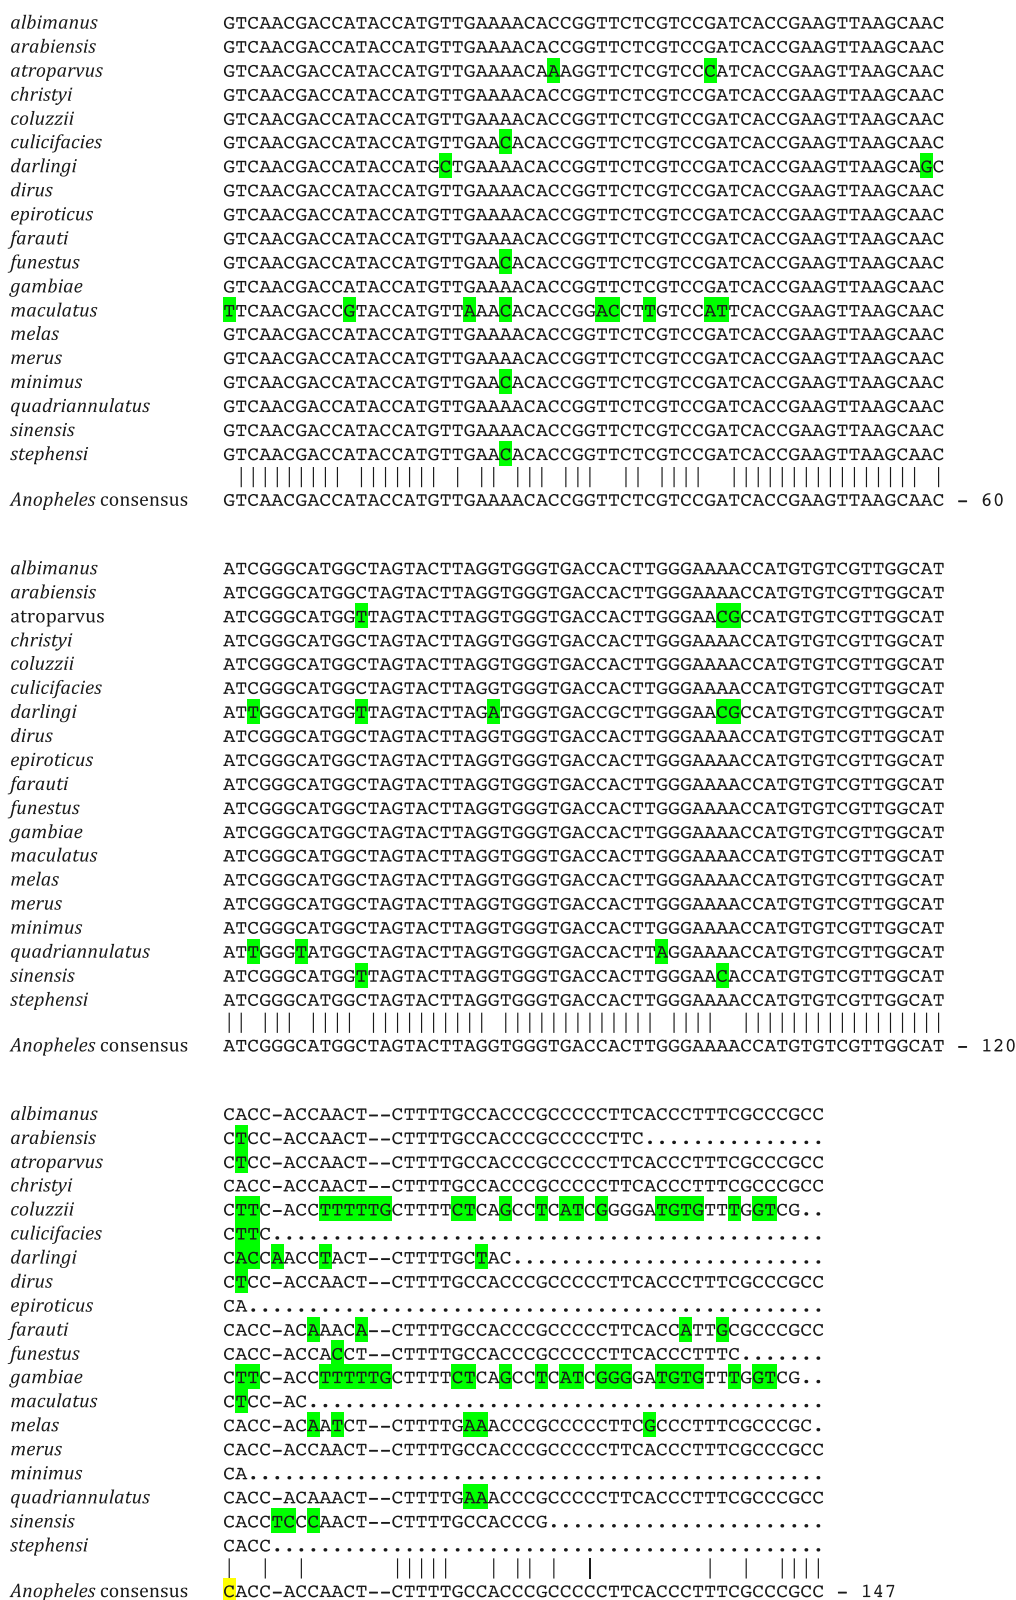 albimanus GTCAACGACCATACCATGTTGAAAACACCGGTTCTCGTCCGATCACCGAAGTTAAGCAAC
arabiensis GTCAACGACCATACCATGTTGAAAACACCGGTTCTCGTCCGATCACCGAAGTTAAGCAAC
atroparvus GTCAACGACCATACCATGTTGAAAACAAAGGTTCTCGTCCCATCACCGAAGTTAAGCAAC
christyi GTCAACGACCATACCATGTTGAAAACACCGGTTCTCGTCCGATCACCGAAGTTAAGCAAC
coluzzii GTCAACGACCATACCATGTTGAAAACACCGGTTCTCGTCCGATCACCGAAGTTAAGCAAC
culicifacies GTCAACGACCATACCATGTTGAACACACCGGTTCTCGTCCGATCACCGAAGTTAAGCAAC
darlingi GTCAACGACCATACCATGCTGAAAACACCGGTTCTCGTCCGATCACCGAAGTTAAGCAGC
dirus GTCAACGACCATACCATGTTGAAAACACCGGTTCTCGTCCGATCACCGAAGTTAAGCAAC
epiroticus GTCAACGACCATACCATGTTGAAAACACCGGTTCTCGTCCGATCACCGAAGTTAAGCAAC
farauti GTCAACGACCATACCATGTTGAAAACACCGGTTCTCGTCCGATCACCGAAGTTAAGCAAC
funestus GTCAACGACCATACCATGTTGAACACACCGGTTCTCGTCCGATCACCGAAGTTAAGCAAC
gambiae GTCAACGACCATACCATGTTGAAAACACCGGTTCTCGTCCGATCACCGAAGTTAAGCAAC
maculatus TTCAACGACCGTACCATGTTAAACACACCGGACCTTGTCCATTCACCGAAGTTAAGCAAC
melas GTCAACGACCATACCATGTTGAAAACACCGGTTCTCGTCCGATCACCGAAGTTAAGCAAC
merus GTCAACGACCATACCATGTTGAAAACACCGGTTCTCGTCCGATCACCGAAGTTAAGCAAC
minimus GTCAACGACCATACCATGTTGAACACACCGGTTCTCGTCCGATCACCGAAGTTAAGCAAC
quadriannulatus GTCAACGACCATACCATGTTGAAAACACCGGTTCTCGTCCGATCACCGAAGTTAAGCAAC
sinensis GTCAACGACCATACCATGTTGAAAACACCGGTTCTCGTCCGATCACCGAAGTTAAGCAAC
stephensi GTCAACGACCATACCATGTTGAACACACCGGTTCTCGTCCGATCACCGAAGTTAAGCAAC
Anopheles consensus GTCAACGACCATACCATGTTGAAAACACCGGTTCTCGTCCGATCACCGAAGTTAAGCAAC - 60
albimanus ATCGGGCATGGCTAGTACTTAGGTGGGTGACCACTTGGGAAAACCATGTGTCGTTGGCAT
arabiensis ATCGGGCATGGCTAGTACTTAGGTGGGTGACCACTTGGGAAAACCATGTGTCGTTGGCAT
atroparvus ATCGGGCATGGTTAGTACTTAGGTGGGTGACCACTTGGGAACGCCATGTGTCGTTGGCAT
christyi ATCGGGCATGGCTAGTACTTAGGTGGGTGACCACTTGGGAAAACCATGTGTCGTTGGCAT
coluzzii ATCGGGCATGGCTAGTACTTAGGTGGGTGACCACTTGGGAAAACCATGTGTCGTTGGCAT
culicifacies ATCGGGCATGGCTAGTACTTAGGTGGGTGACCACTTGGGAAAACCATGTGTCGTTGGCAT
darlingi ATTGGGCATGGTTAGTACTTAGATGGGTGACCGCTTGGGAACGCCATGTGTCGTTGGCAT
dirus ATCGGGCATGGCTAGTACTTAGGTGGGTGACCACTTGGGAAAACCATGTGTCGTTGGCAT
epiroticus ATCGGGCATGGCTAGTACTTAGGTGGGTGACCACTTGGGAAAACCATGTGTCGTTGGCAT
farauti ATCGGGCATGGCTAGTACTTAGGTGGGTGACCACTTGGGAAAACCATGTGTCGTTGGCAT
funestus ATCGGGCATGGCTAGTACTTAGGTGGGTGACCACTTGGGAAAACCATGTGTCGTTGGCAT
gambiae ATCGGGCATGGCTAGTACTTAGGTGGGTGACCACTTGGGAAAACCATGTGTCGTTGGCAT
maculatus ATCGGGCATGGCTAGTACTTAGGTGGGTGACCACTTGGGAAAACCATGTGTCGTTGGCAT
melas ATCGGGCATGGCTAGTACTTAGGTGGGTGACCACTTGGGAAAACCATGTGTCGTTGGCAT
merus ATCGGGCATGGCTAGTACTTAGGTGGGTGACCACTTGGGAAAACCATGTGTCGTTGGCAT
minimus ATCGGGCATGGCTAGTACTTAGGTGGGTGACCACTTGGGAAAACCATGTGTCGTTGGCAT
quadriannulatus ATTGGGTATGGCTAGTACTTAGGTGGGTGACCACTTAGGAAAACCATGTGTCGTTGGCAT
sinensis ATCGGGCATGGTTAGTACTTAGGTGGGTGACCACTTGGGAACACCATGTGTCGTTGGCAT
stephensi ATCGGGCATGGCTAGTACTTAGGTGGGTGACCACTTGGGAAAACCATGTGTCGTTGGCAT
Anopheles consensus ATCGGGCATGGCTAGTACTTAGGTGGGTGACCACTTGGGAAAACCATGTGTCGTTGGCAT - 120
albimanus CACC-ACCAACT--CTTTTGCCACCCGCCCCCTTCACCCTTTCGCCCGCC
arabiensis CTCC-ACCAACT--CTTTTGCCACCCGCCCCCTTC...............
atroparvus CTCC-ACCAACT--CTTTTGCCACCCGCCCCCTTCACCCTTTCGCCCGCC
christyi CACC-ACCAACT--CTTTTGCCACCCGCCCCCTTCACCCTTTCGCCCGCC
coluzzii CTTC-ACCTTTTTGCTTTTCTCAGCCTCATCGGGGATGTGTTTGGTCG..
culicifacies CTTC..............................................
darlingi CACCAACCTACT--CTTTTGCTAC..........................
dirus CTCC-ACCAACT--CTTTTGCCACCCGCCCCCTTCACCCTTTCGCCCGCC
epiroticus CA................................................
farauti CACC-ACAAACA--CTTTTGCCACCCGCCCCCTTCACCATTGCGCCCGCC
funestus CACC-ACCACCT--CTTTTGCCACCCGCCCCCTTCACCCTTTC.......
gambiae CTTC-ACCTTTTTGCTTTTCTCAGCCTCATCGGGGATGTGTTTGGTCG..
maculatus CTCC-AC...........................................
melas CACC-ACAATCT--CTTTTGAAACCCGCCCCCTTCGCCCTTTCGCCCGC.
merus CACC-ACCAACT--CTTTTGCCACCCGCCCCCTTCACCCTTTCGCCCGCC
minimus CA................................................
quadriannulatus CACC-ACAAACT--CTTTTGAAACCCGCCCCCTTCACCCTTTCGCCCGCC
sinensis CACCTCCCAACT--CTTTTGCCACCCG.......................
stephensi CACC..............................................
Anopheles consensus CACC-ACCAACT--CTTTTGCCACCCGCCCCCTTCACCCTTTCGCCCGCC - 147